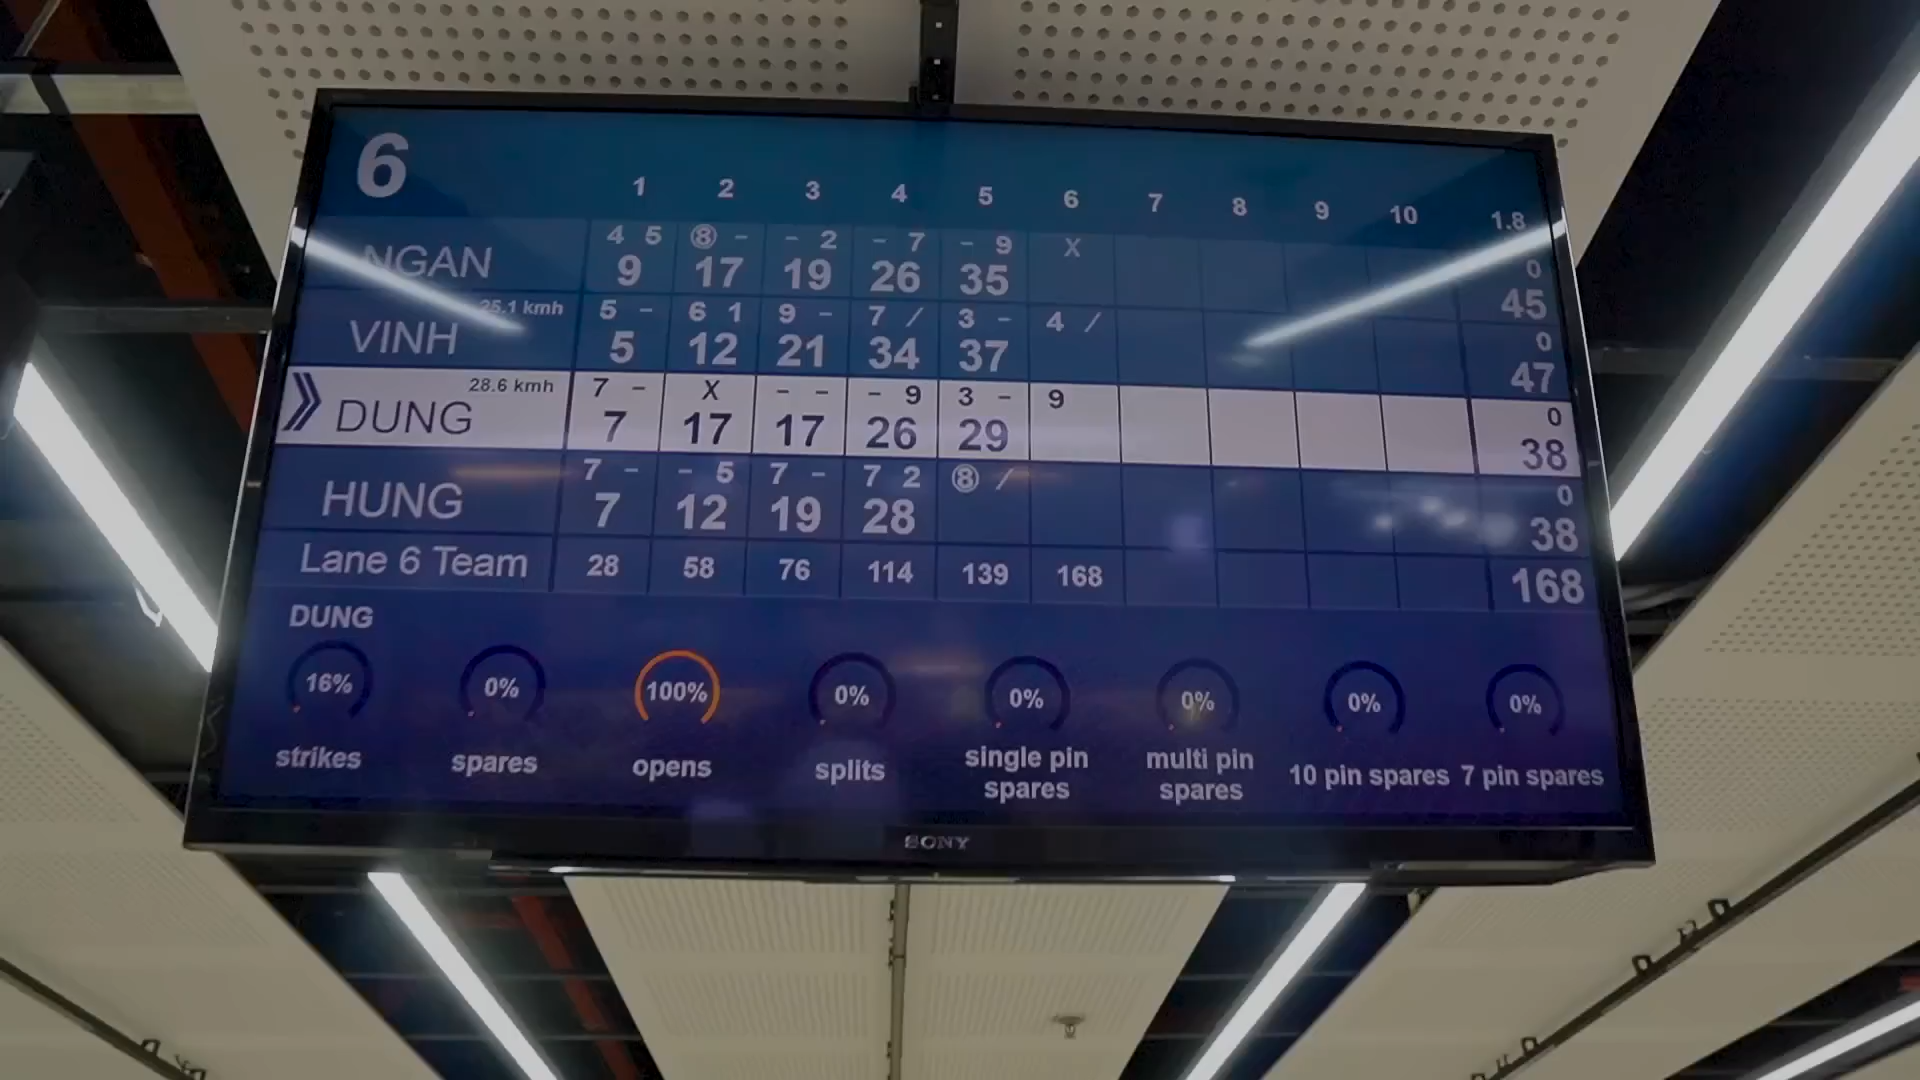 6 1 2 3 4 5 6 7 8 9 10 1.8
NGAN 4 5 ⑧ - - 2 - 7 - 9 X 0
9 17 19 26 35 45
25.1 kmh 5 - 6 1 9 - 7 / 3 - 4 / 0
VINH 5 12 21 34 37 47
28.6 kmh 7 - X - - - 9 3 - 9 0
DUNG 7 17 17 26 29 38
HUNG 7 - - 5 7 - 7 2 ⑧ / 0
7 12 19 28 38
Lane 6 Team 28 58 76 114 139 168 168
DUNG
16% 0% 100% 0% 0% 0% 0% 0%
strikes spares opens splits single pin spares multi pin spares 10 pin spares 7 pin spares
SONY